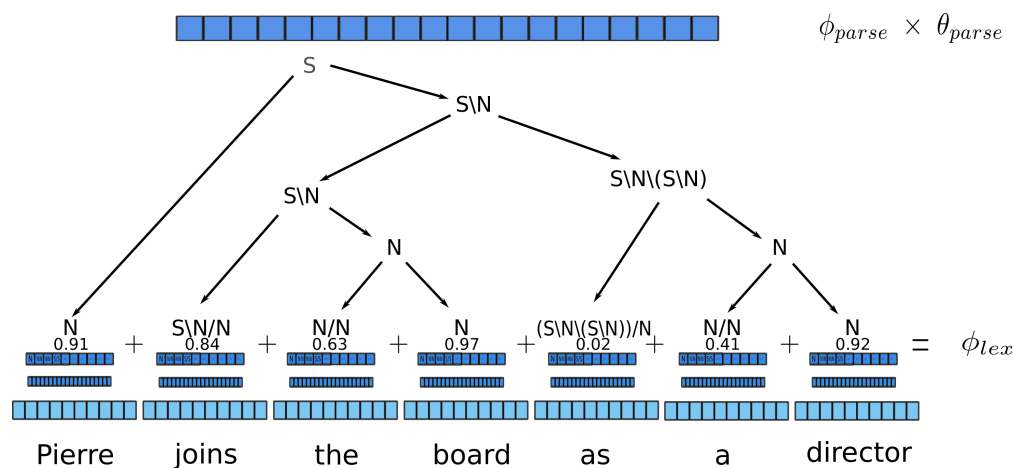 ϕparse × θparse
S
S\N
S\N\(S\N)
S\N
N
N
N S\N/N N/N N (S\N\(S\N))/N N/N N
0.91 + 0.84 + 0.63 + 0.97 + 0.02 + 0.41 + 0.92 = ϕlex
Pierre joins the board as a director